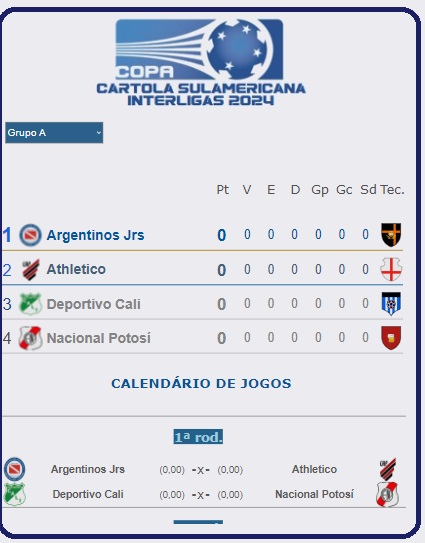 COPA
CARTOLA SULAMERICANA
INTERLIGAS 2024
Grupo A
Pt V E D Gp Gc Sd Tec.
1 Argentinos Jrs 0 0 0 0 0 0 0
2 Athletico 0 0 0 0 0 0 0
3 Deportivo Cali 0 0 0 0 0 0 0
4 Nacional Potosí 0 0 0 0 0 0 0
CALENDÁRIO DE JOGOS
1ª rod.
Argentinos Jrs (0,00) -x- (0,00) Athletico
Deportivo Cali (0,00) -x- (0,00) Nacional Potosí